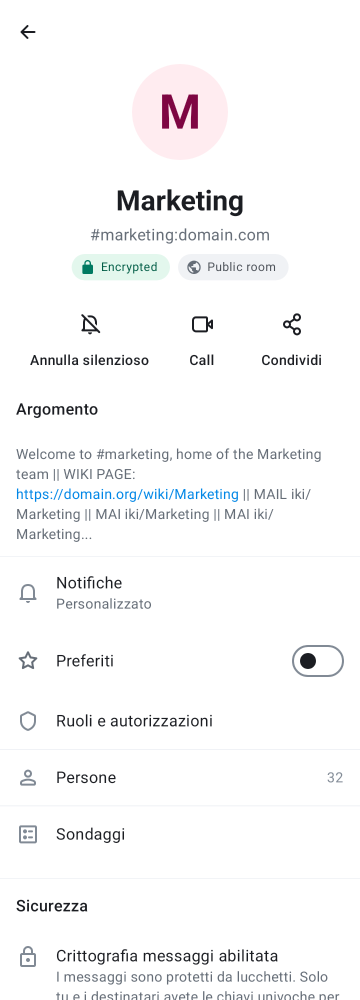 M
Marketing
#marketing:domain.com
Encrypted
Public room
Annulla silenzioso
Call
Condividi
Argomento
Welcome to #marketing, home of the Marketing
team || WIKI PAGE:
https://domain.org/wiki/Marketing || MAIL iki/
Marketing || MAI iki/Marketing || MAI iki/
Marketing...
Notifiche
Personalizzato
Preferiti
Ruoli e autorizzazioni
Persone
32
Sondaggi
Sicurezza
Crittografia messaggi abilitata
I messaggi sono protetti da lucchetti. Solo
tu e i destinatari avete le chiavi univoche per